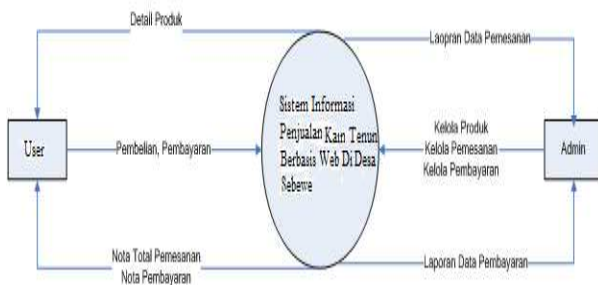 Detail Produk
Laopran Data Pemesanan
Sistem Informasi
Penjualan Kain Tenun
Berbasis Web Di Desa
Sebewe
User
Pembelian, Pembayaran
Kelola Produk
Kelola Pemesanan
Kelola Pembayaran
Admin
Nota Total Pemesanan
Nota Pembayaran
Laporan Data Pembayaran